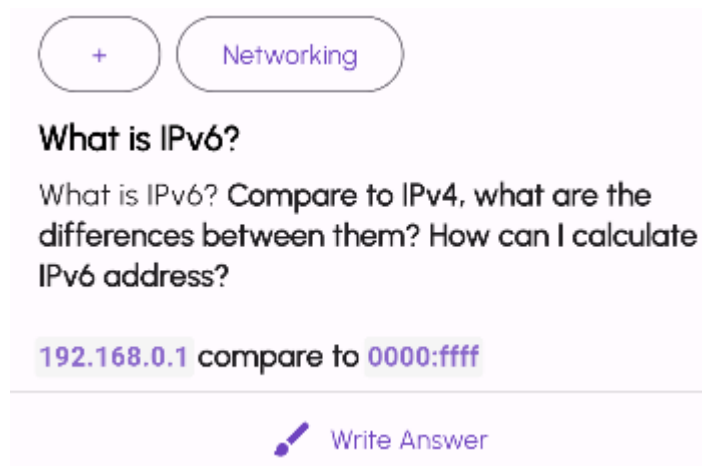 + Networking
What is IPv6?
What is IPv6? Compare to IPv4, what are the
differences between them? How can I calculate
IPv6 address?
192.168.0.1 compare to 0000:ffff
Write Answer